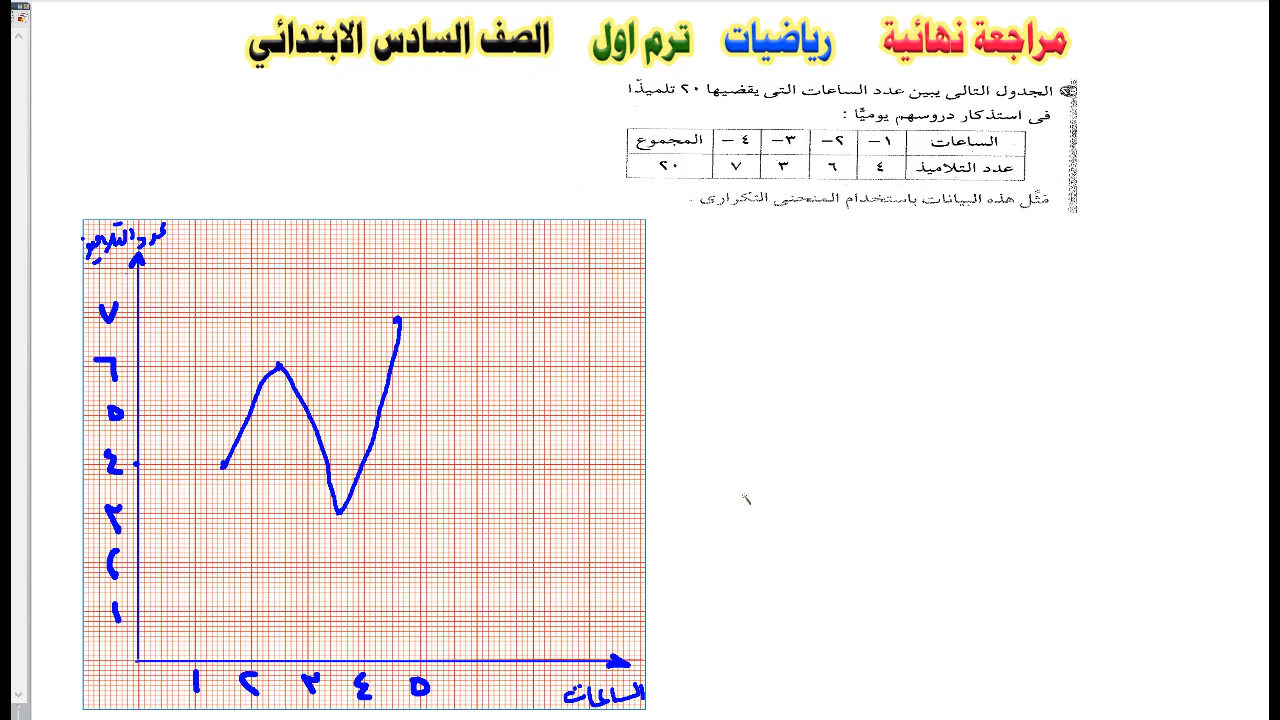 مراجعة نهائية رياضيات ترم اول الصف السادس الابتدائي
الجدول التالى يبين عدد الساعات التى يقضيها ٢٠ تلميذًا
فى استذكار دروسهم يوميًّا :
الساعات ١- ٢- ٣- ٤- المجموع
عدد التلاميذ ٤ ٦ ٣ ٧ ٢٠
مَثِّل هذه البيانات باستخدام المنحنى التكرارى .
عدد التلاميذ
٧
٦
٥
٤
٣
٢
١
١ ٢ ٣ ٤ ٥ الساعات